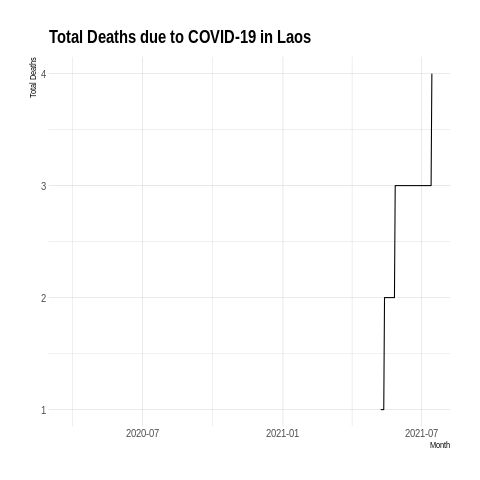 Total Deaths due to COVID-19 in Laos
Total Deaths
4
3
2
1
2020-07 2021-01 2021-07
Month